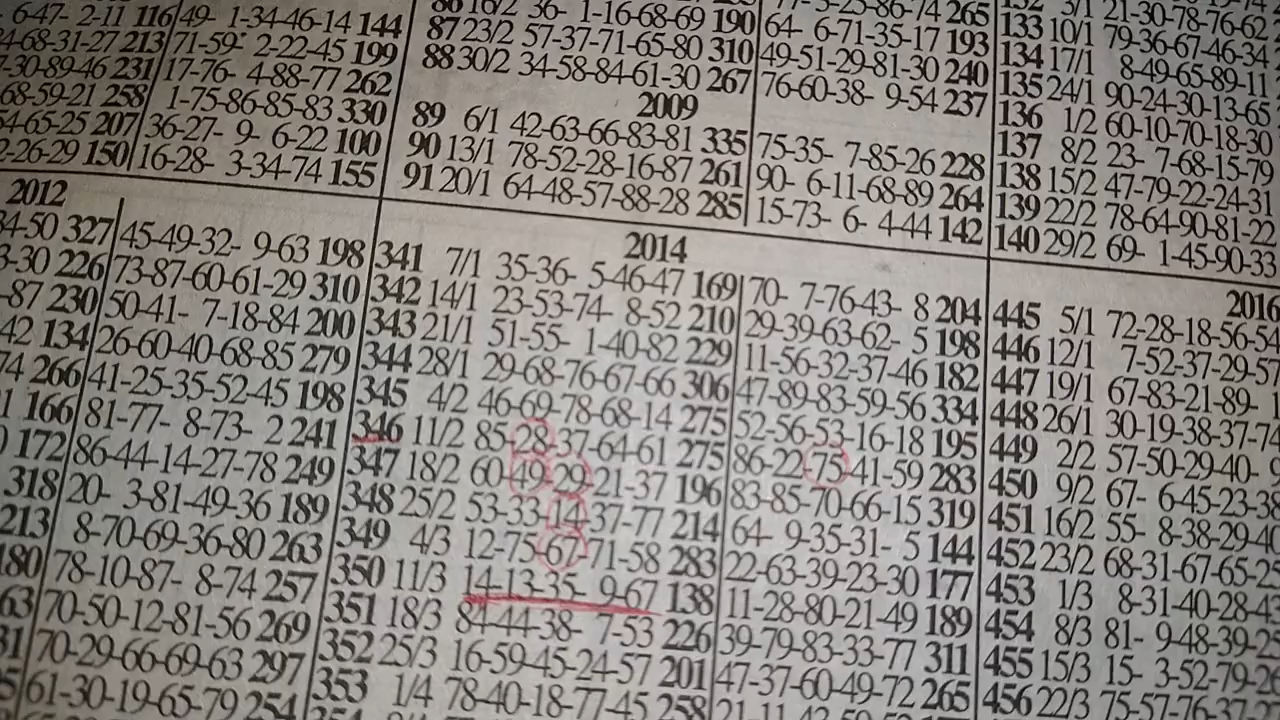 6-47- 2-11 116 49- 1-34-46-14 144
4-68-31-27 213 71-59- 2-22-45 199
7-30-89-46 231 17-76- 4-88-77 262
68-59-21 258 1-75-86-85-83 330
54-65-25 207 36-27- 9- 6-22 100
2-26-29 150 16-28- 3-34-74 155
2012
34-50 327 45-49-32- 9-63 198
3-30 226 73-87-60-61-29 310
-87 230 50-41- 7-18-84 200
42 134 26-60-40-68-85 279
74 266 41-25-35-52-45 198
1 166 81-77- 8-73- 2 241
172 86-44-14-27-78 249
318 20- 3-81-49-36 189
213 8-70-69-36-80 263
180 78-10-87- 8-74 257
63 70-50-12-81-56 269
31 70-29-66-69-63 297
61-30-19-65-79 254
36- 1-16-68-69 190
87 23/2 57-37-71-65-80 310 64- 6-71-35-17 193
88 30/2 34-58-84-61-30 267 49-51-29-81-30 240
2009 76-60-38- 9-54 237
89 6/1 42-63-66-83-81 335
90 13/1 78-52-28-16-87 261 75-35- 7-85-26 228
91 20/1 64-48-57-88-28 285 90- 6-11-68-89 264
15-73- 6- 4-44 142
2014
341 7/1 35-36- 5-46-47 169 70- 7-76-43- 8 204
342 14/1 23-53-74- 8-52 210 29-39-63-62- 5 198
343 21/1 51-55- 1-40-82 229 11-56-32-37-46 182
344 28/1 29-68-76-67-66 306 47-89-83-59-56 334
345 4/2 46-69-78-68-14 275 52-56-53-16-18 195
346 11/2 85-28-37-64-61 275 86-22-75-41-59 283
347 18/2 60-49-29-21-37 196 83-85-70-66-15 319
348 25/2 53-33-14-37-77 214 64- 9-35-31- 5 144
349 4/3 12-75-67-71-58 283 22-63-39-23-30 177
350 11/3 14-13-35- 9-67 138 11-28-80-21-49 189
351 18/3 84-44-38- 7-53 226 39-79-83-33-77 311
352 25/3 16-59-45-24-57 201 47-37-60-49-72 265
353 1/4 78-40-18-77-45 258
133 10/1 21-30-78-76-62
134 17/1 79-36-67-46-34
135 24/1 8-49-65-89-11
136 1/2 90-24-30-13-65
137 8/2 60-10-70-18-30
138 15/2 23- 7-68-15-79
139 22/2 47-79-22-24-31
140 29/2 78-64-90-81-22
69- 1-45-90-33
2016
445 5/1 72-28-18-56-54
446 12/1 7-52-37-29-57
447 19/1 67-83-21-89-
448 26/1 30-19-38-37-74
449 2/2 57-50-29-40-
450 9/2 67- 6-45-23-38
451 16/2 55- 8-38-29-40
452 23/2 68-31-67-65-25
453 1/3 8-31-40-28-4
454 8/3 81- 9-48-39-2
455 15/3 15- 3-52-79-2
456 22/3 75-57-76-37-2